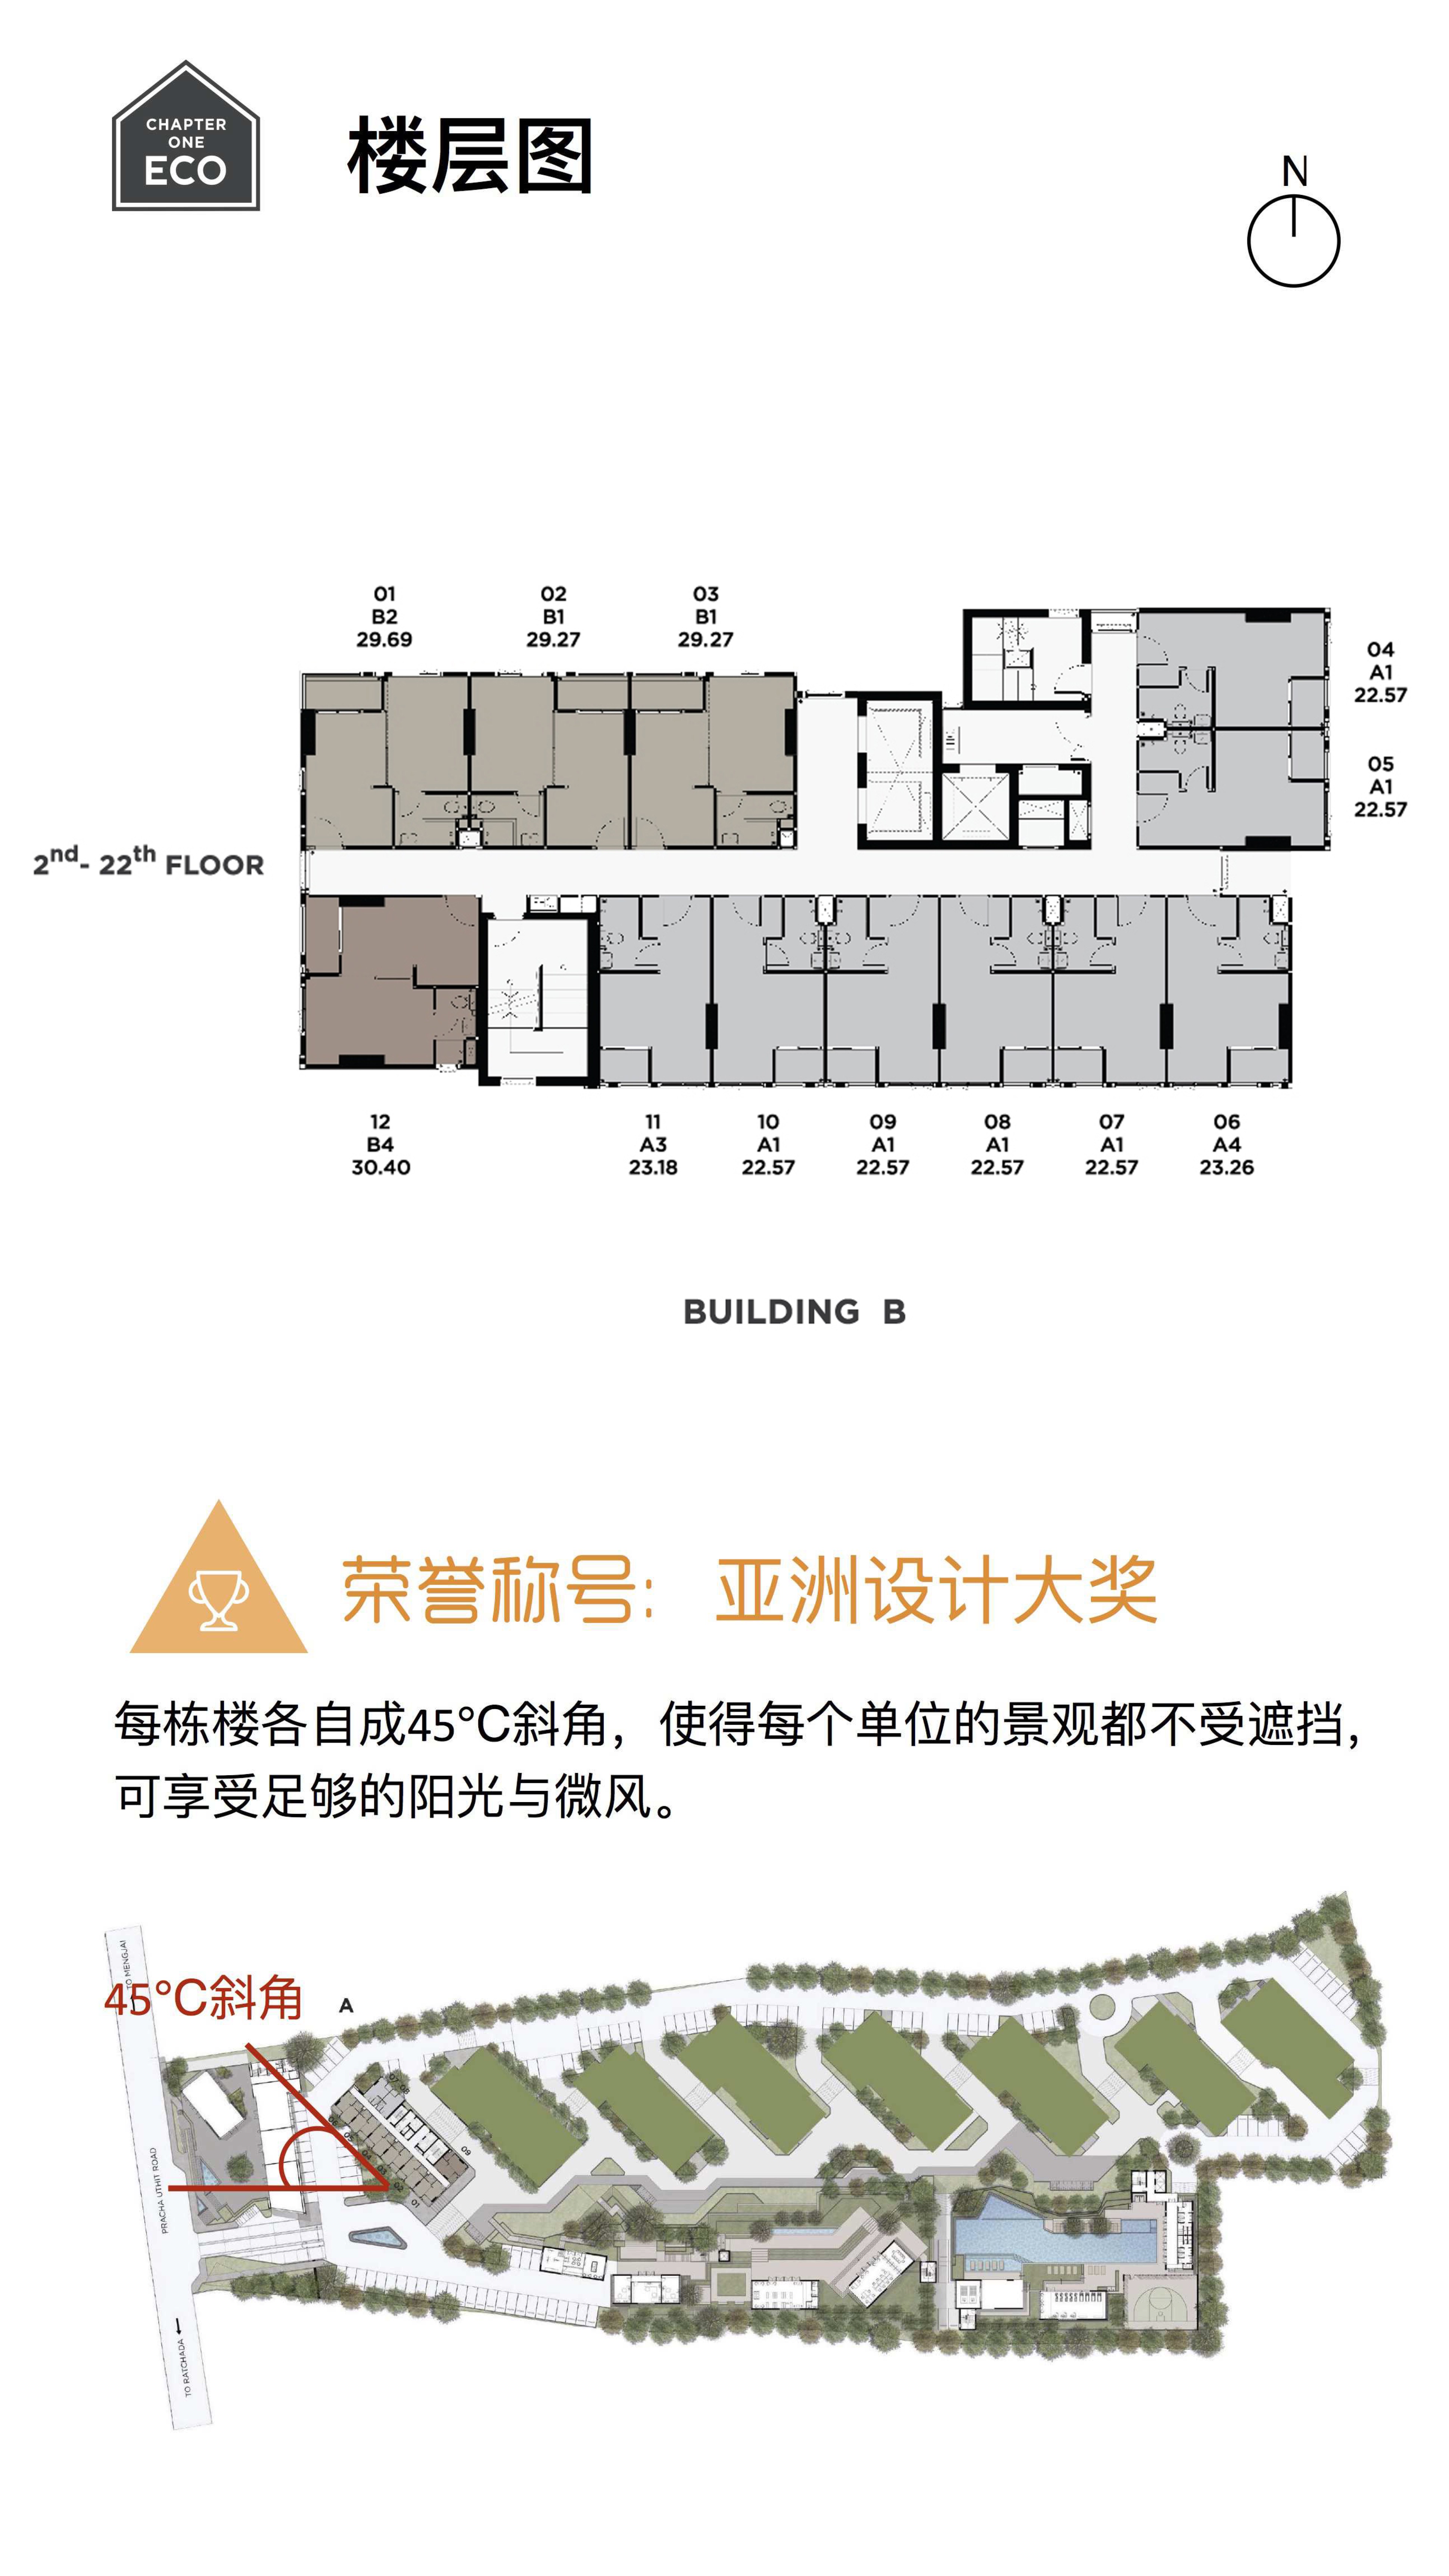 CHAPTER
ONE
ECO
楼层图
N
01
B2
29.69
02
B1
29.27
03
B1
29.27
04
A1
22.57
05
A1
22.57
2nd- 22th FLOOR
12
B4
30.40
11
A3
23.18
10
A1
22.57
09
A1
22.57
08
A1
22.57
07
A1
22.57
06
A4
23.26
BUILDING B
荣誉称号： 亚洲设计大奖
每栋楼各自成45°C斜角，使得每个单位的景观都不受遮挡，
可享受足够的阳光与微风。
TO MENGJAI
45°C斜角
A
PRACHA UTHIT ROAD
TO RATCHADA
09
02
01